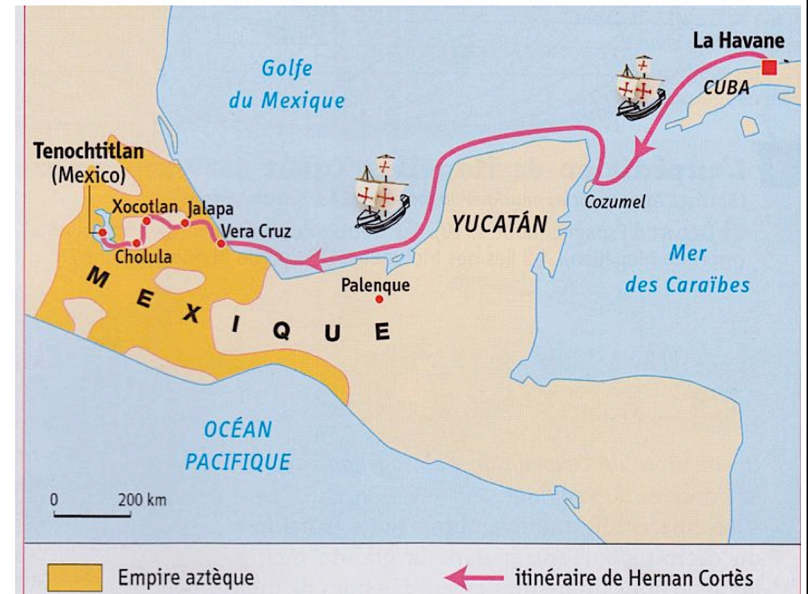 La Havane
CUBA
Golfe
du Mexique
Tenochtitlan
(Mexico)
Xocotlan
Jalapa
Vera Cruz
Cholula
Cozumel
YUCATÁN
Mer
des Caraïbes
Palenque
MEXIQUE
OCÉAN
PACIFIQUE
0 200 km
Empire aztèque
itinéraire de Hernan Cortès